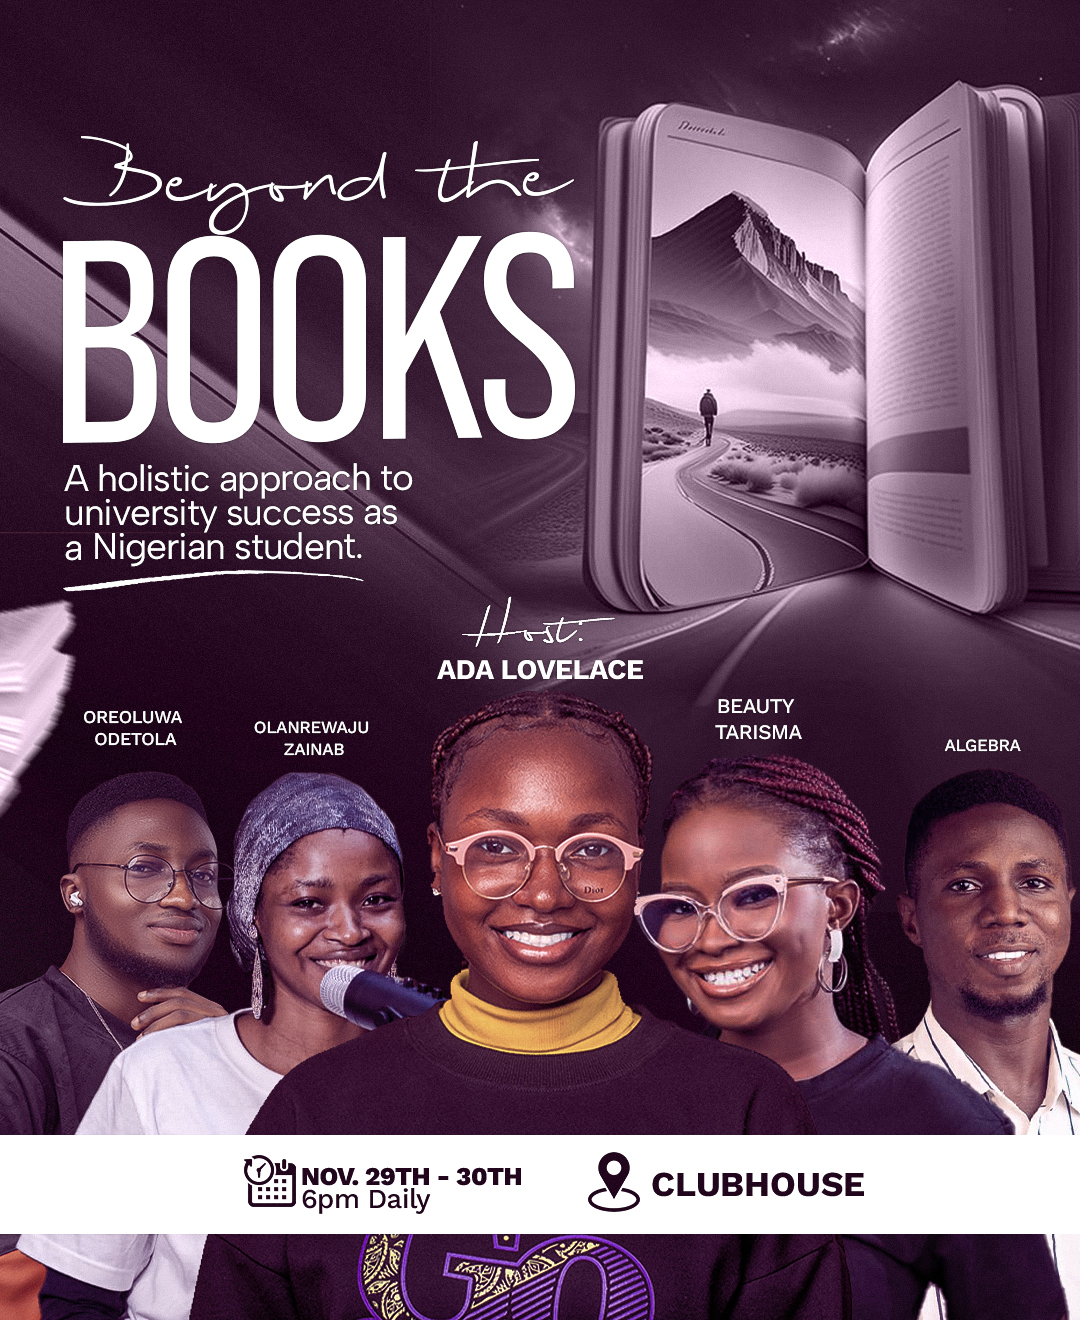 Beyond the
BOOKS
A holistic approach to
university success as
a Nigerian student.
Host:
ADA LOVELACE
OREOLUWA
ODETOLA
OLANREWAJU
ZAINAB
BEAUTY
TARISMA
ALGEBRA
Dior
NOV. 29TH - 30TH
6pm Daily
CLUBHOUSE